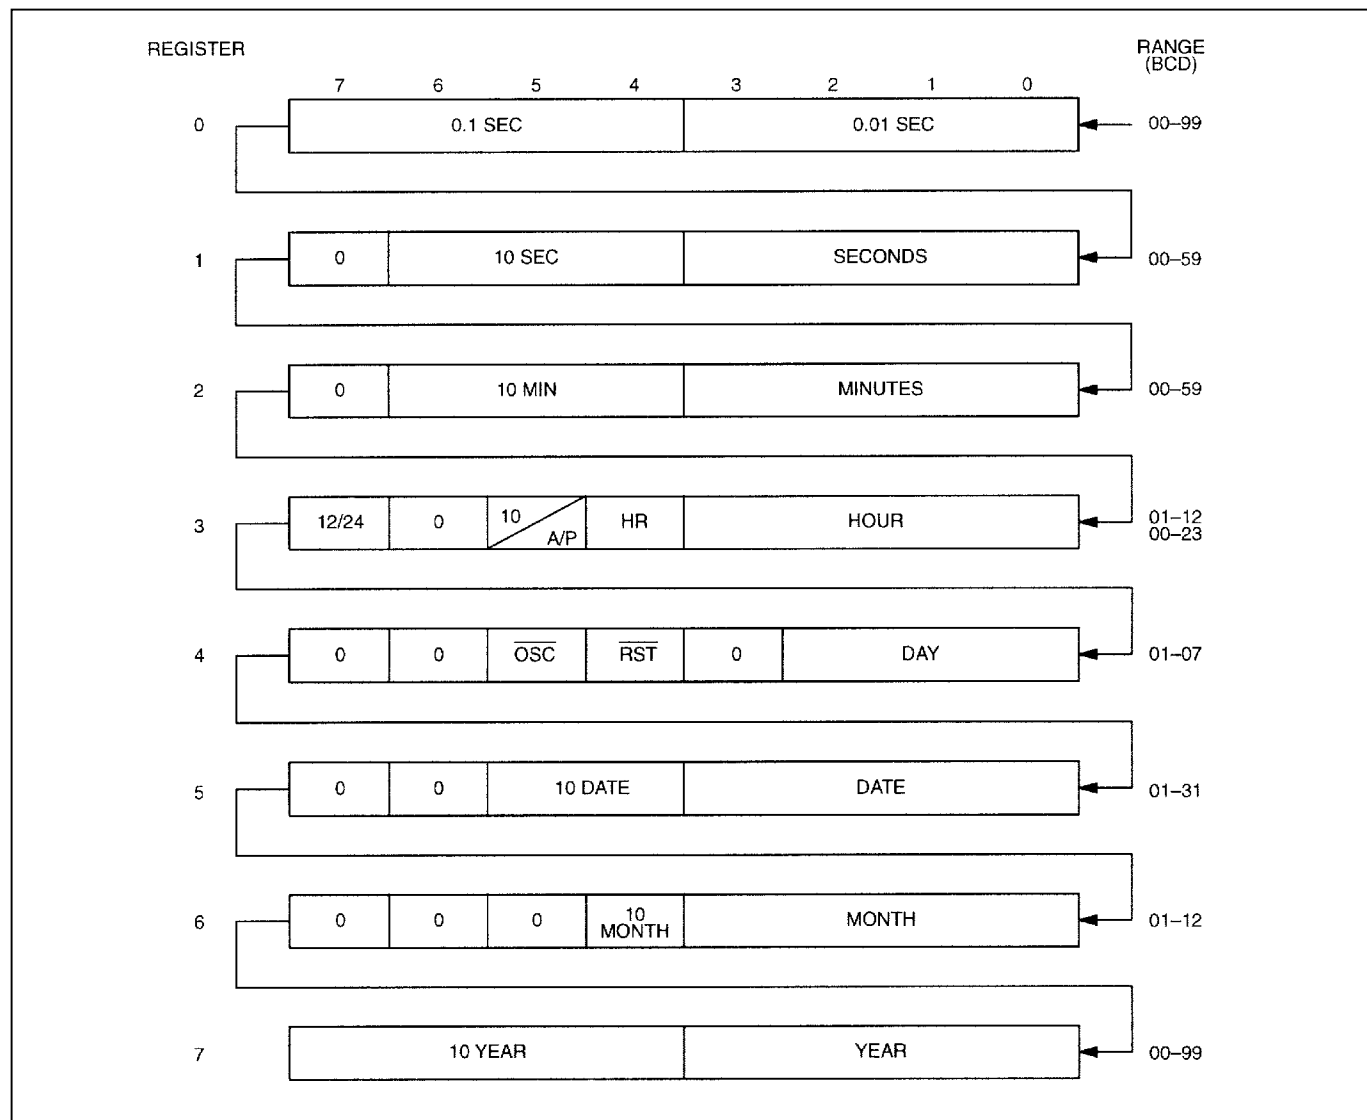 REGISTER
RANGE
(BCD)
7 6 5 4 3 2 1 0
0 0.1 SEC 0.01 SEC 00–99
1 0 10 SEC SECONDS 00–59
2 0 10 MIN MINUTES 00–59
3 12/24 0 10 A/P HR HOUR 01–12
00–23
4 0 0 O̅S̅C̅ R̅S̅T̅ 0 DAY 01–07
5 0 0 10 DATE DATE 01–31
6 0 0 0 10 MONTH MONTH 01–12
7 10 YEAR YEAR 00–99